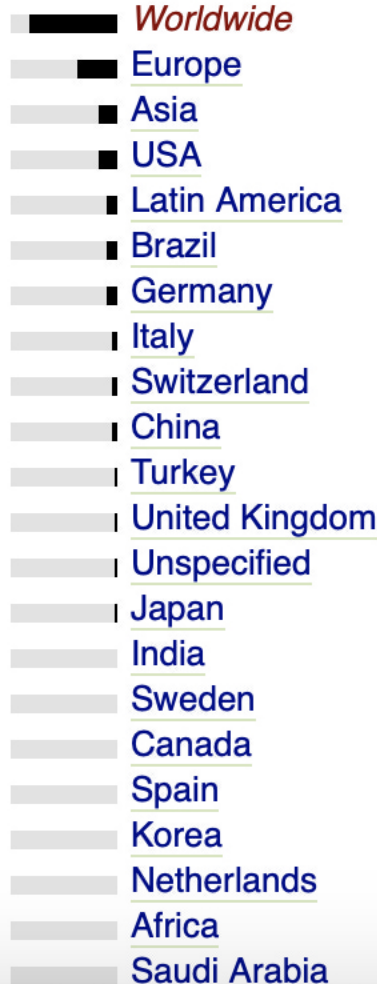 Worldwide
Europe
Asia
USA
Latin America
Brazil
Germany
Italy
Switzerland
China
Turkey
United Kingdom
Unspecified
Japan
India
Sweden
Canada
Spain
Korea
Netherlands
Africa
Saudi Arabia